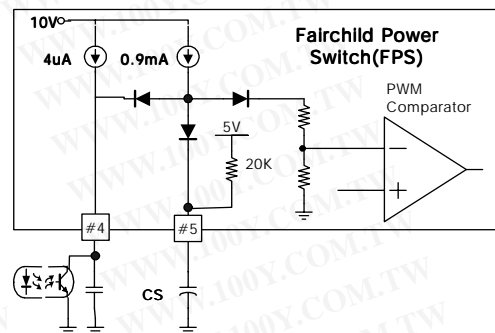 10V
Fairchild Power
Switch(FPS)
4uA
0.9mA
PWM
Comparator
5V
20K
#4
#5
CS
WWW.100Y.COM.TW